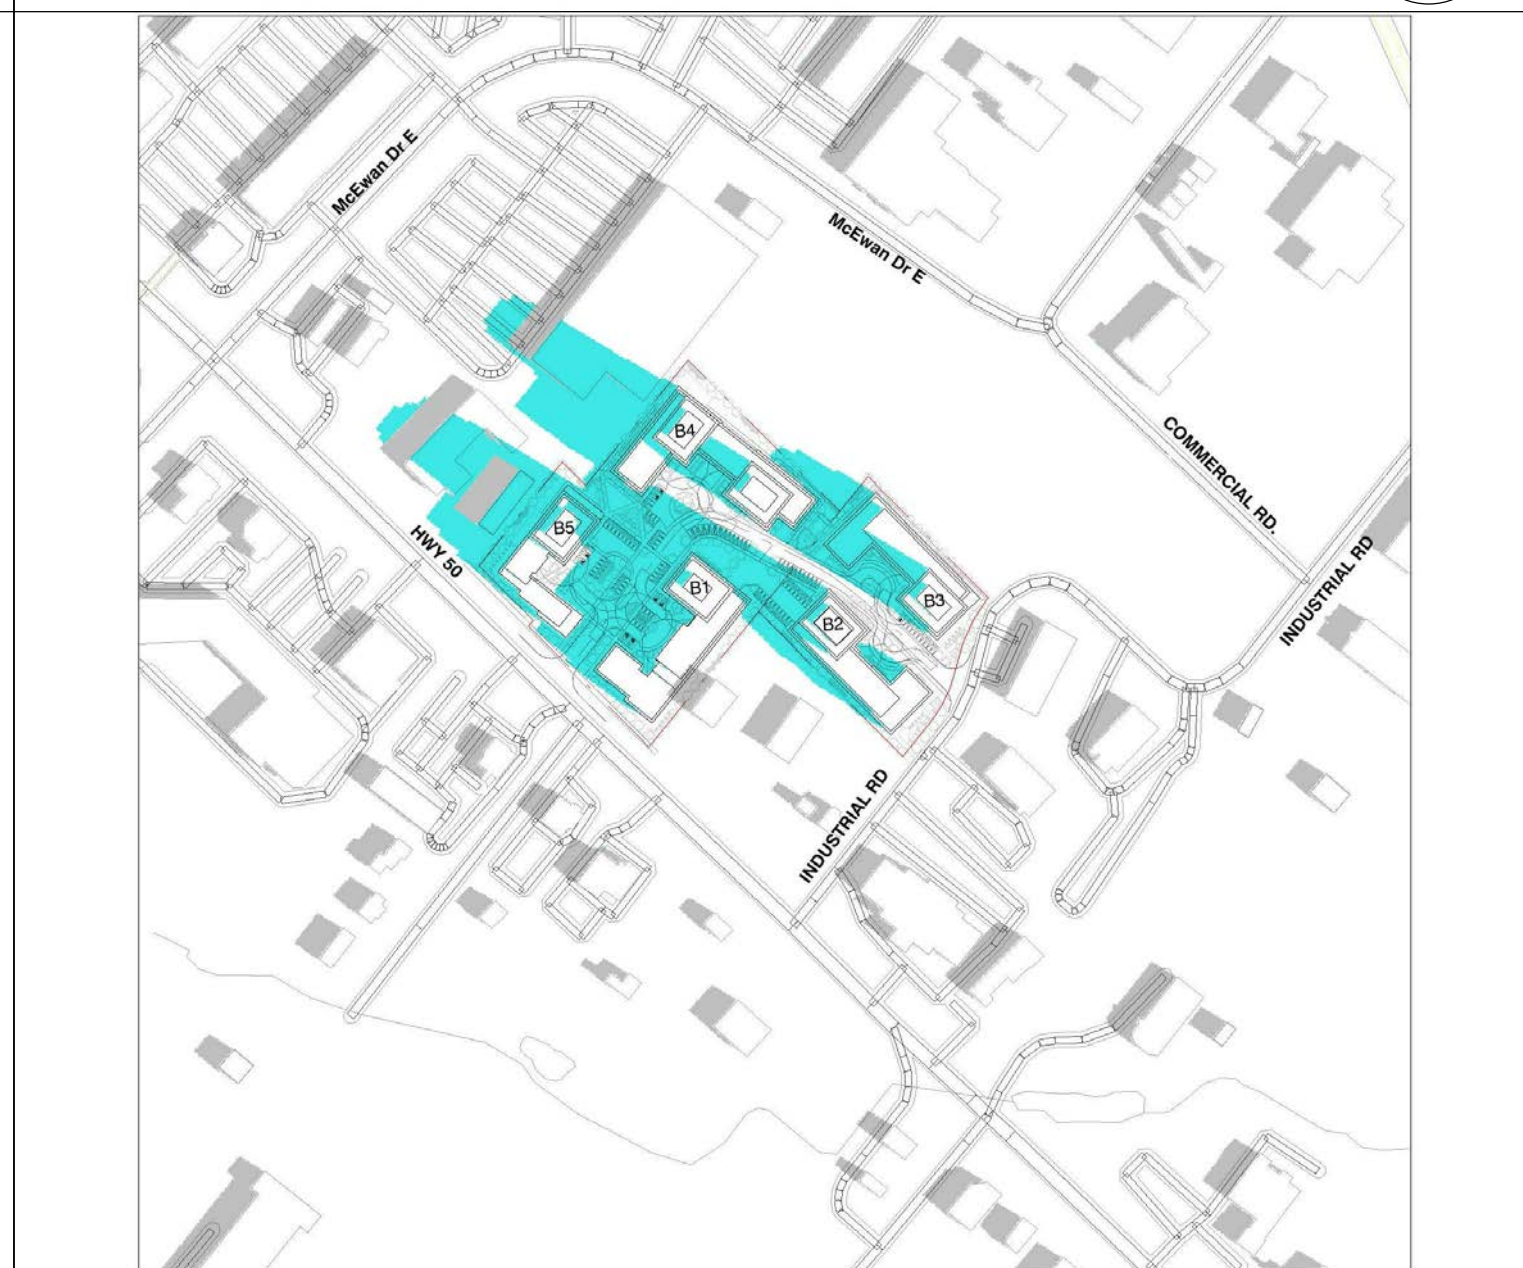 McEwan Dr E
McEwan Dr E
B4
COMMERCIAL RD.
B5
HWY 50
B1
B3
INDUSTRIAL RD
B2
INDUSTRIAL RD